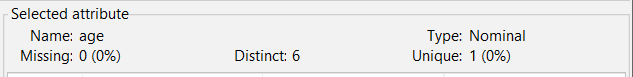 Selected attribute
Name: age Type: Nominal
Missing: 0 (0%) Distinct: 6 Unique: 1 (0%)